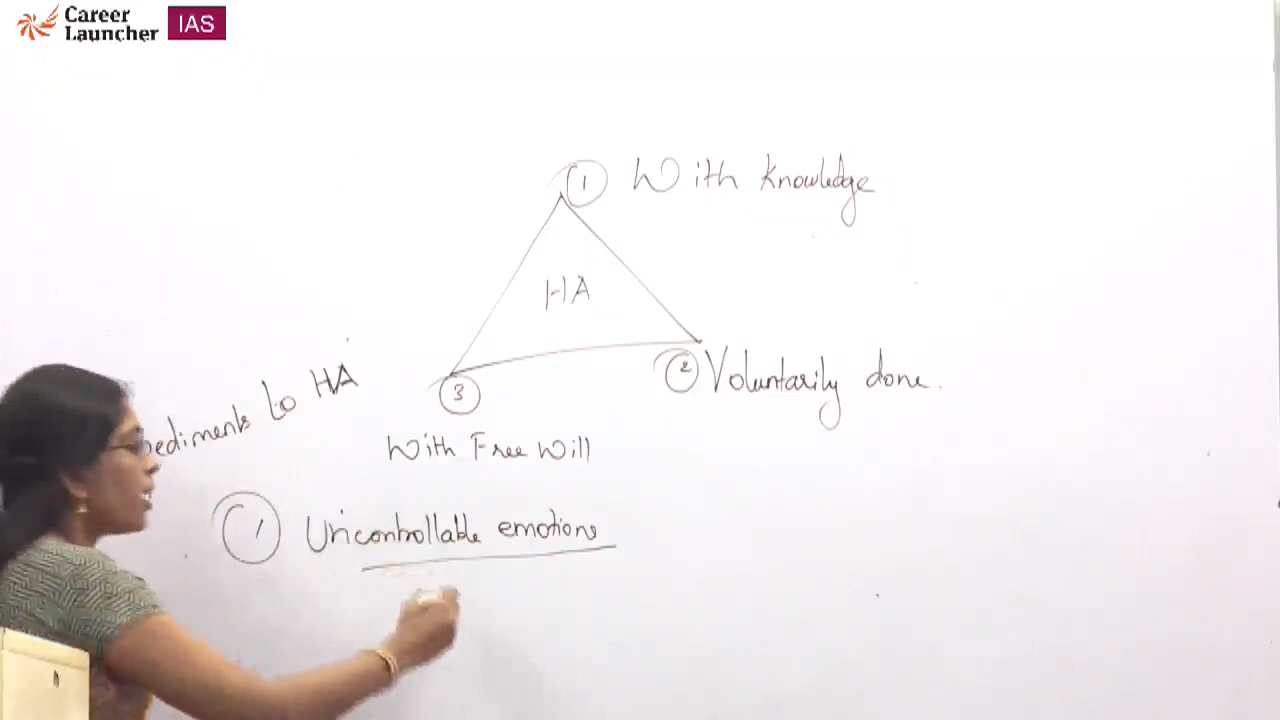 Career
Launcher
IAS
1 With knowledge
HA
2 Voluntarily done.
3
With Free Will
to HA
1 Uncontrollable emotions